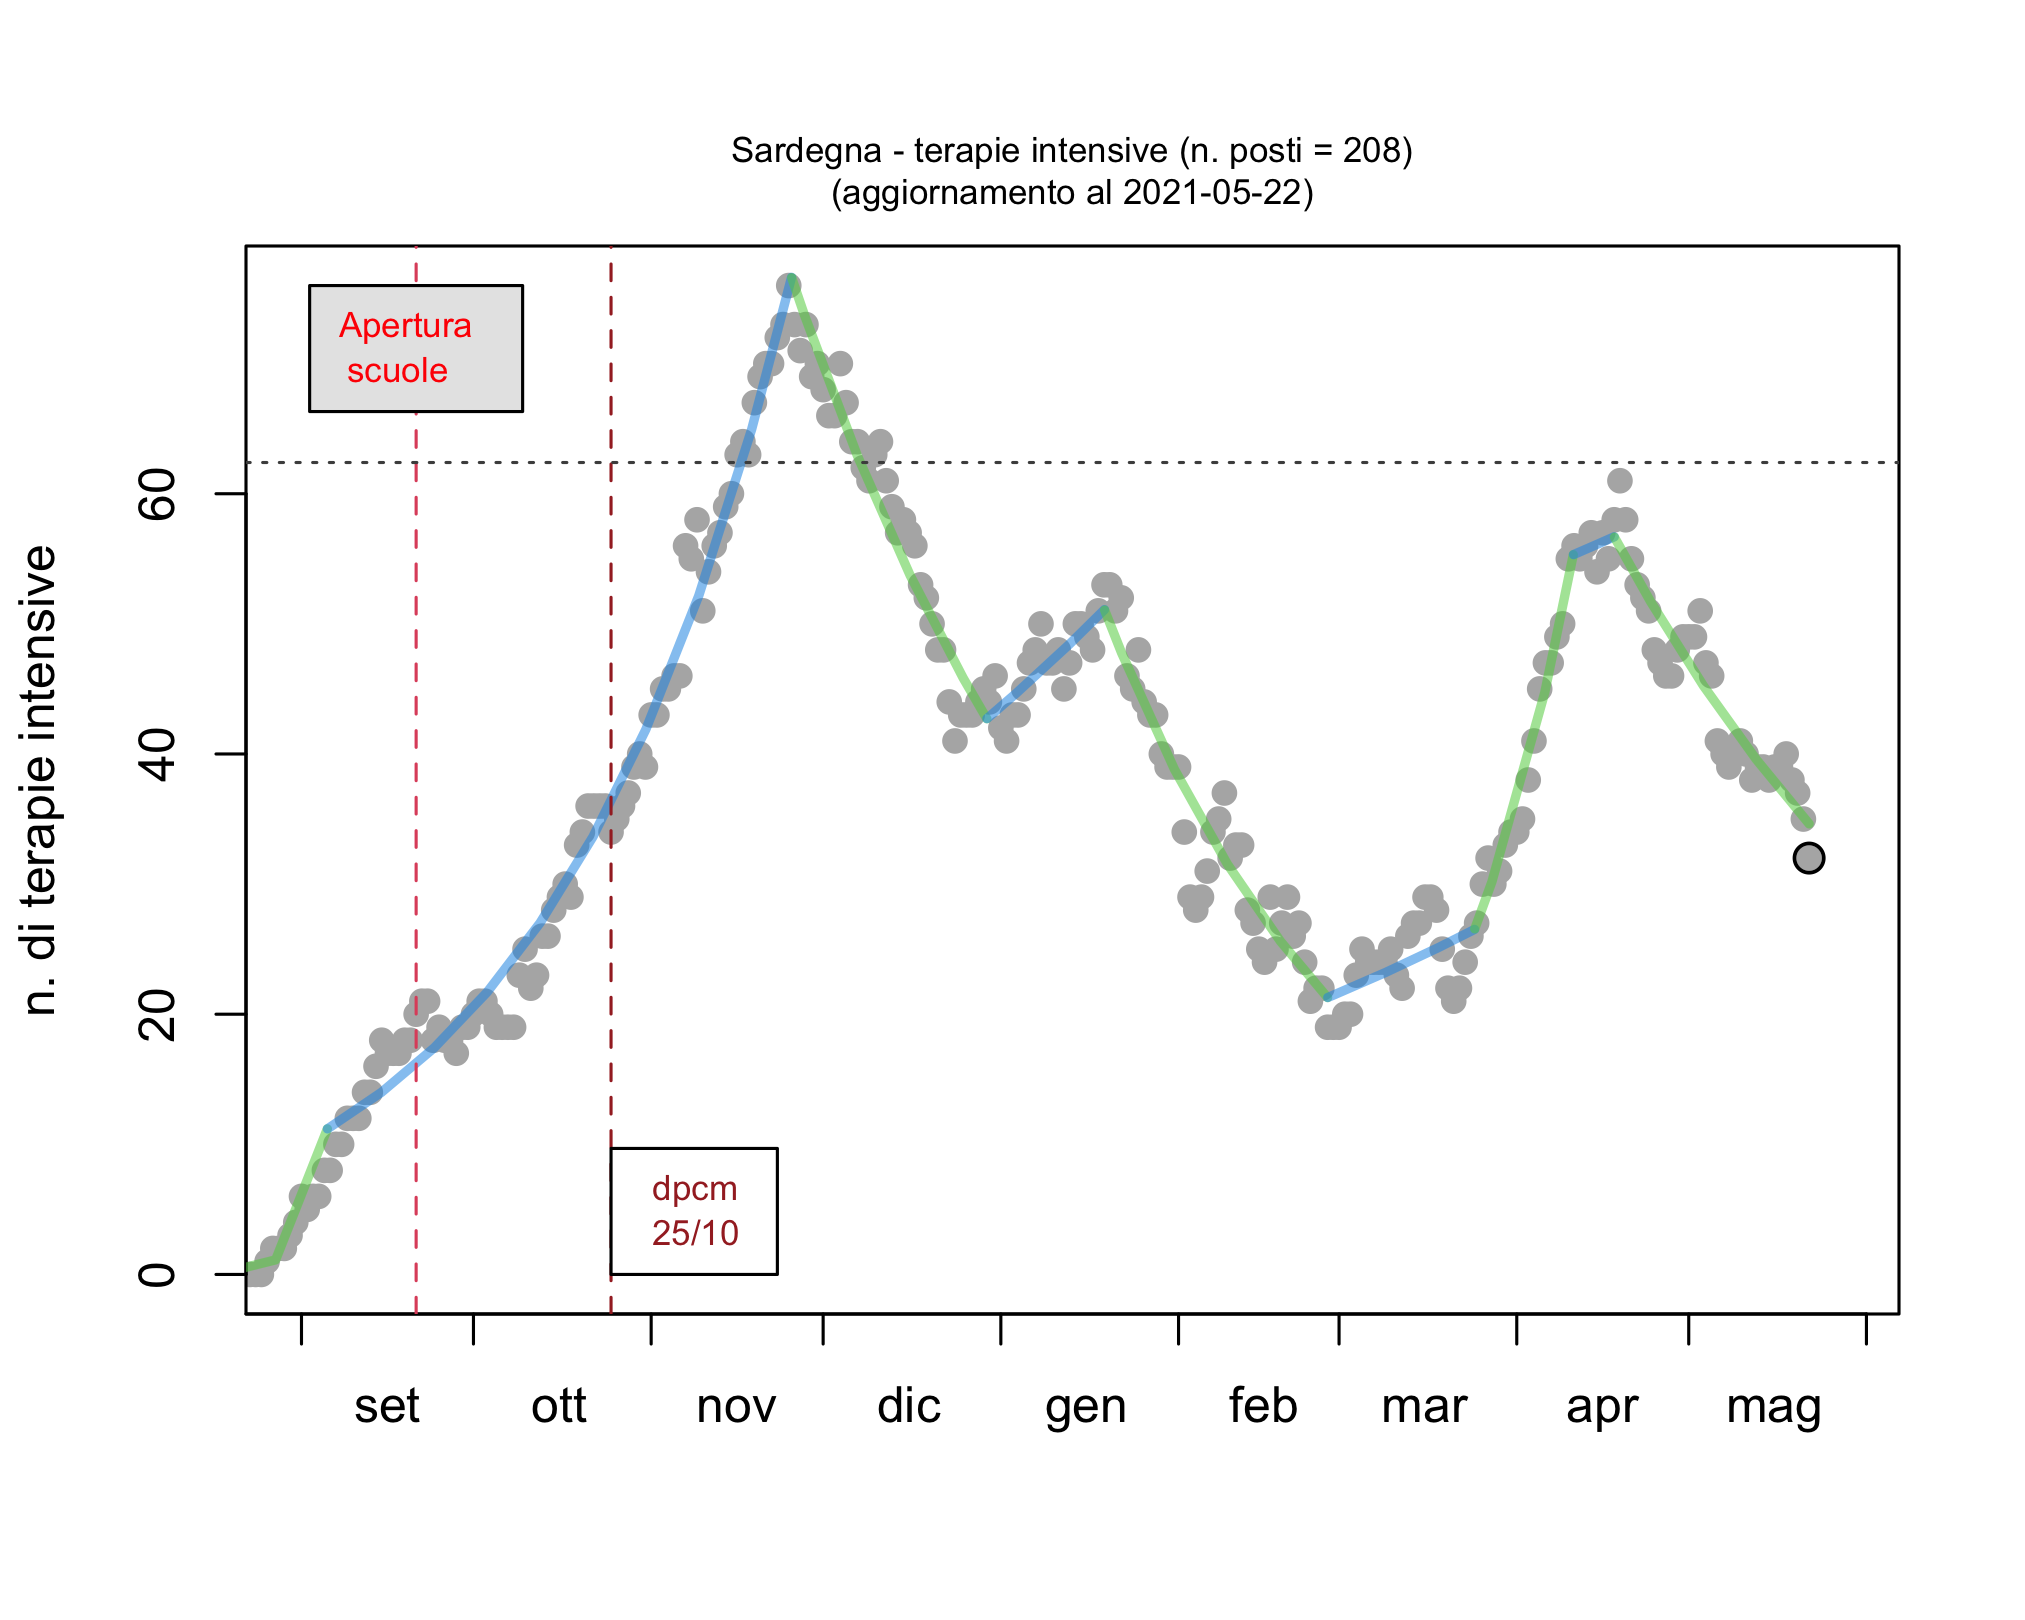 Sardegna - terapie intensive (n. posti = 208)
(aggiornamento al 2021-05-22)
Apertura
scuole
dpcm
25/10
n. di terapie intensive
60
40
20
0
set ott nov dic gen feb mar apr mag